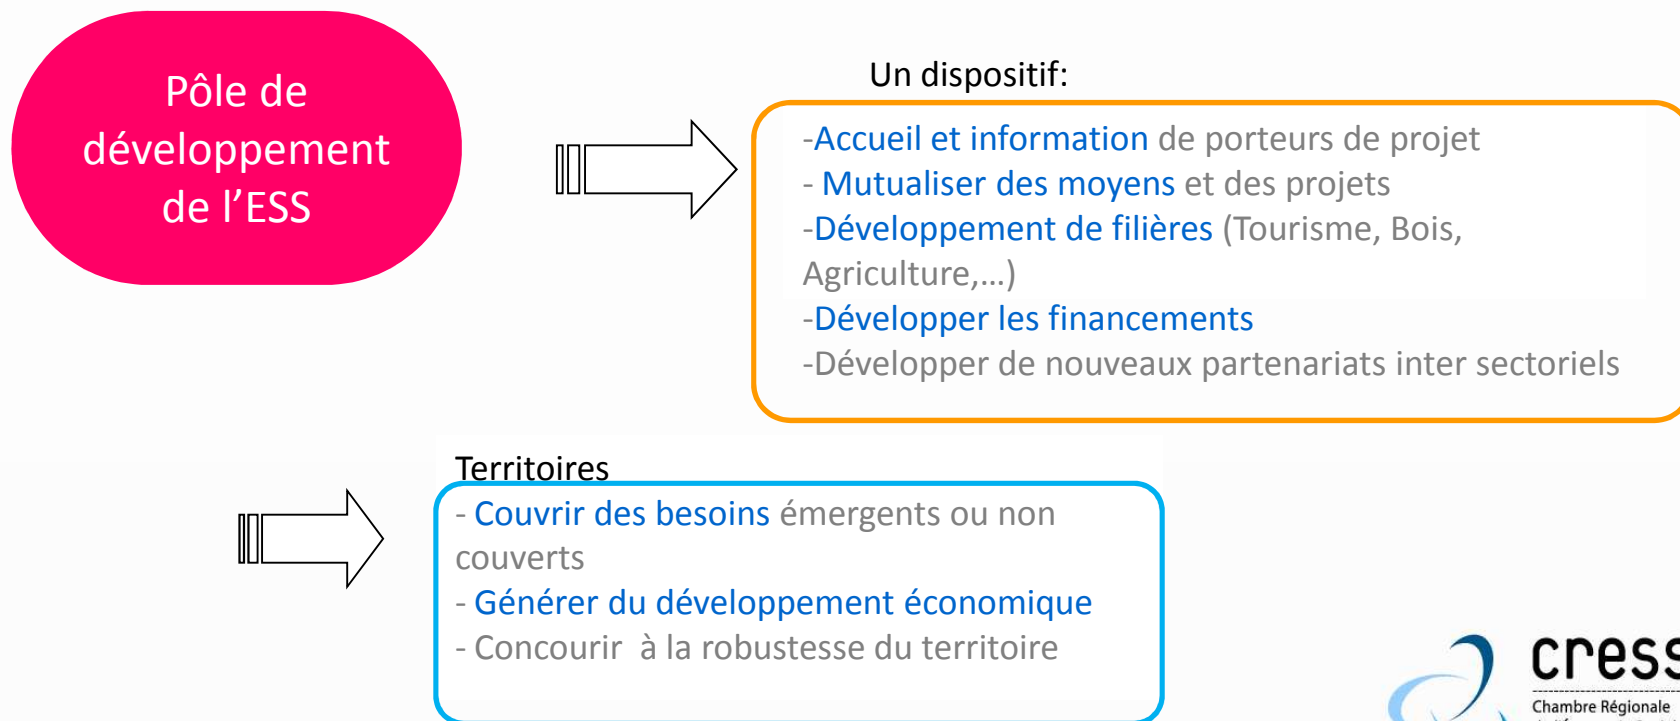 Pôle de
développement
de l’ESS
Un dispositif:
-Accueil et information de porteurs de projet
- Mutualiser des moyens et des projets
-Développement de filières (Tourisme, Bois,
Agriculture,...)
-Développer les financements
-Développer de nouveaux partenariats inter sectoriels
Territoires
- Couvrir des besoins émergents ou non
couverts
- Générer du développement économique
- Concourir à la robustesse du territoire
cress
Chambre Régionale